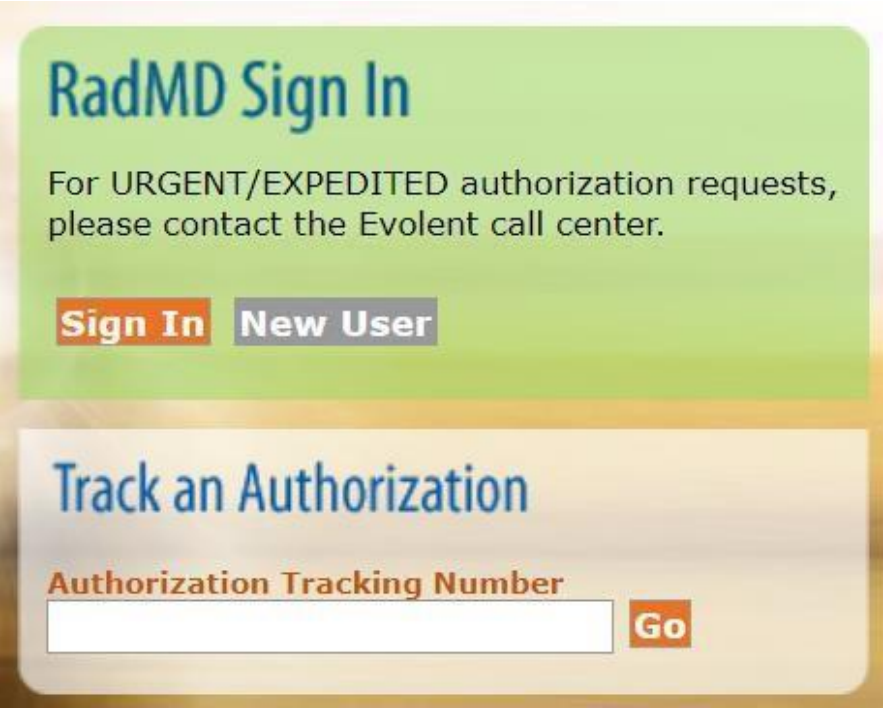 RadMD Sign In
For URGENT/EXPEDITED authorization requests,
please contact the Evolent call center.
Sign In New User
Track an Authorization
Authorization Tracking Number
Go